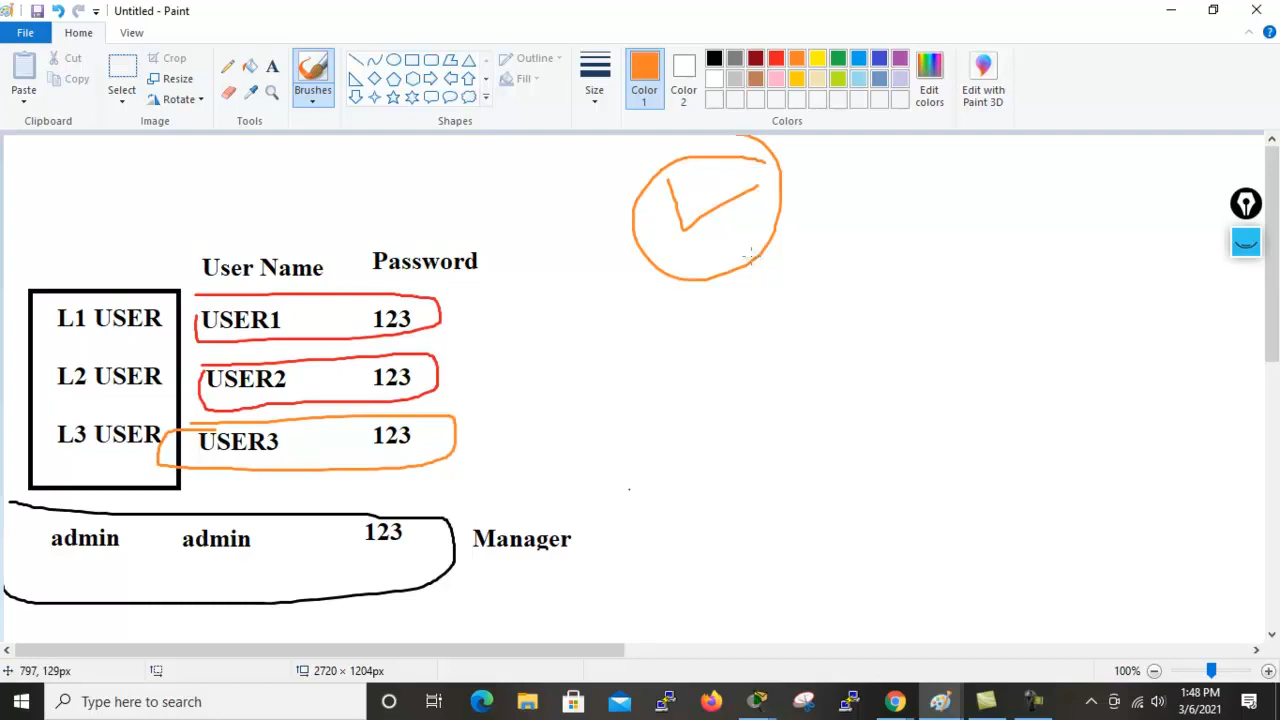 Untitled - Paint
File Home View
Paste
Cut
Copy
Clipboard
Select
Crop
Resize
Rotate
Image
A
Tools
Brushes
Outline
Fill
Shapes
Size
Color 1
Color 2
Edit colors
Edit with Paint 3D
Colors
User Name Password
L1 USER USER1 123
L2 USER USER2 123
L3 USER USER3 123
admin admin 123 Manager
797, 129px
2720 × 1204px
100%
Type here to search
1:48 PM
3/6/2021